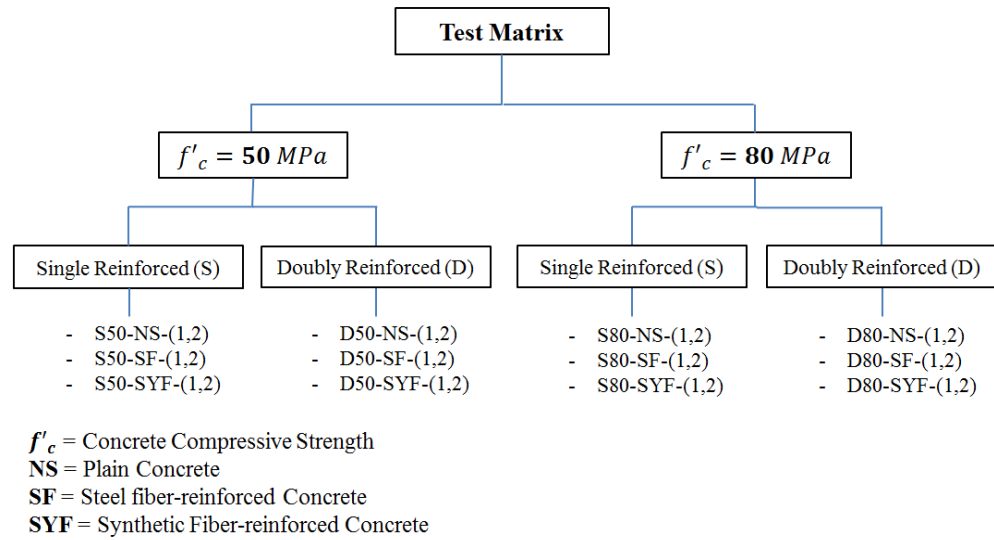 Test Matrix
f'c = 50 MPa
f'c = 80 MPa
Single Reinforced (S)
Doubly Reinforced (D)
Single Reinforced (S)
Doubly Reinforced (D)
- S50-NS-(1,2)
- S50-SF-(1,2)
- S50-SYF-(1,2)
- D50-NS-(1,2)
- D50-SF-(1,2)
- D50-SYF-(1,2)
- S80-NS-(1,2)
- S80-SF-(1,2)
- S80-SYF-(1,2)
- D80-NS-(1,2)
- D80-SF-(1,2)
- D80-SYF-(1,2)
f'c = Concrete Compressive Strength
NS = Plain Concrete
SF = Steel fiber-reinforced Concrete
SYF = Synthetic Fiber-reinforced Concrete